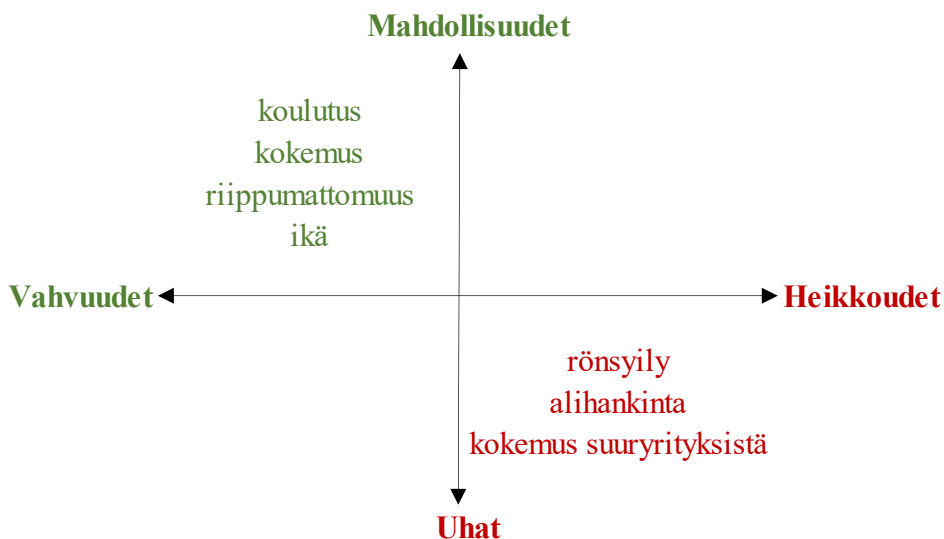 Mahdollisuudet
koulutus
kokemus
riippumattomuus
ikä
Vahvuudet
Heikkoudet
rönsyily
alihankinta
kokemus suuryrityksistä
Uhat